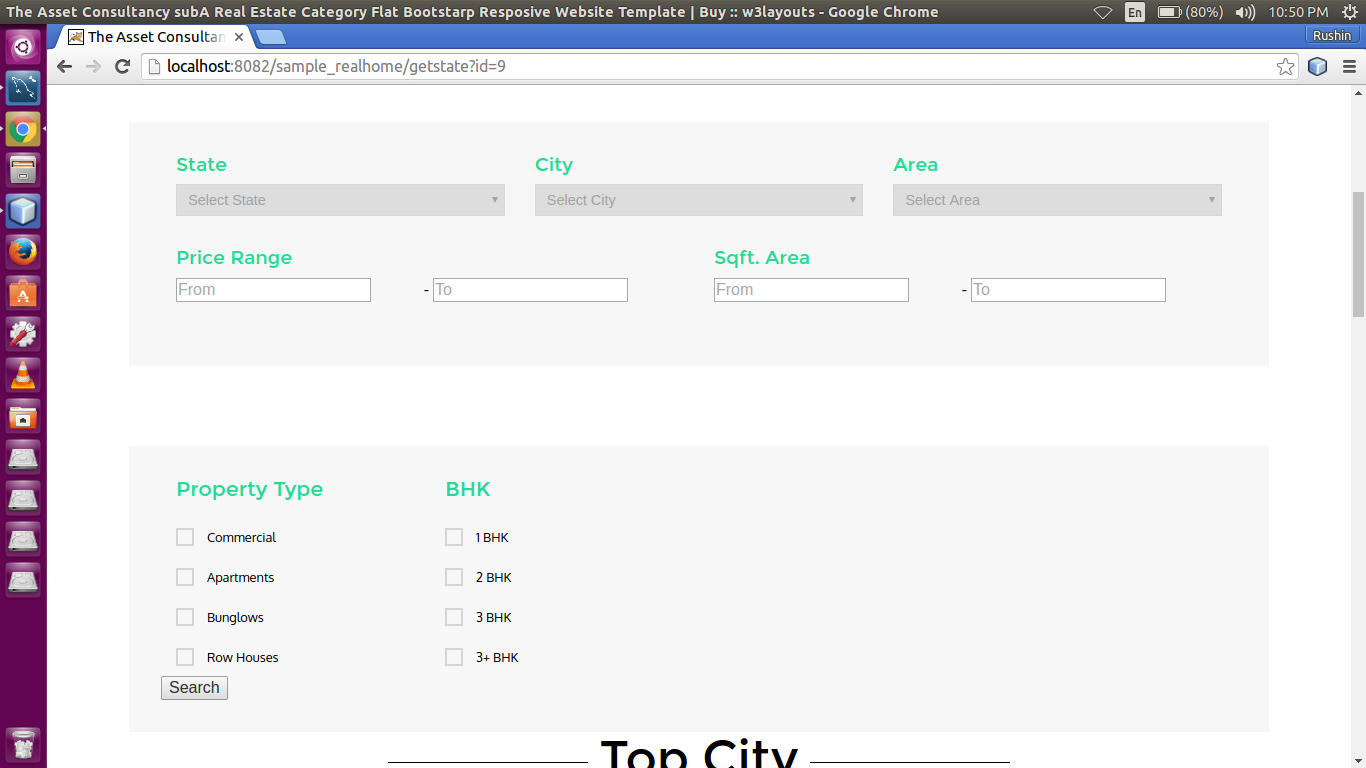 The Asset Consultancy subA Real Estate Category Flat Bootstarp Resposive Website Template | Buy :: w3layouts - Google Chrome
En (80%) 10:50 PM
The Asset Consultan
Rushin
localhost:8082/sample_realhome/getstate?id=9
State City Area
Select State Select City Select Area
Price Range Sqft. Area
From - To From - To
Property Type BHK
Commercial 1 BHK
Apartments 2 BHK
Bunglows 3 BHK
Row Houses 3+ BHK
Search
Top City